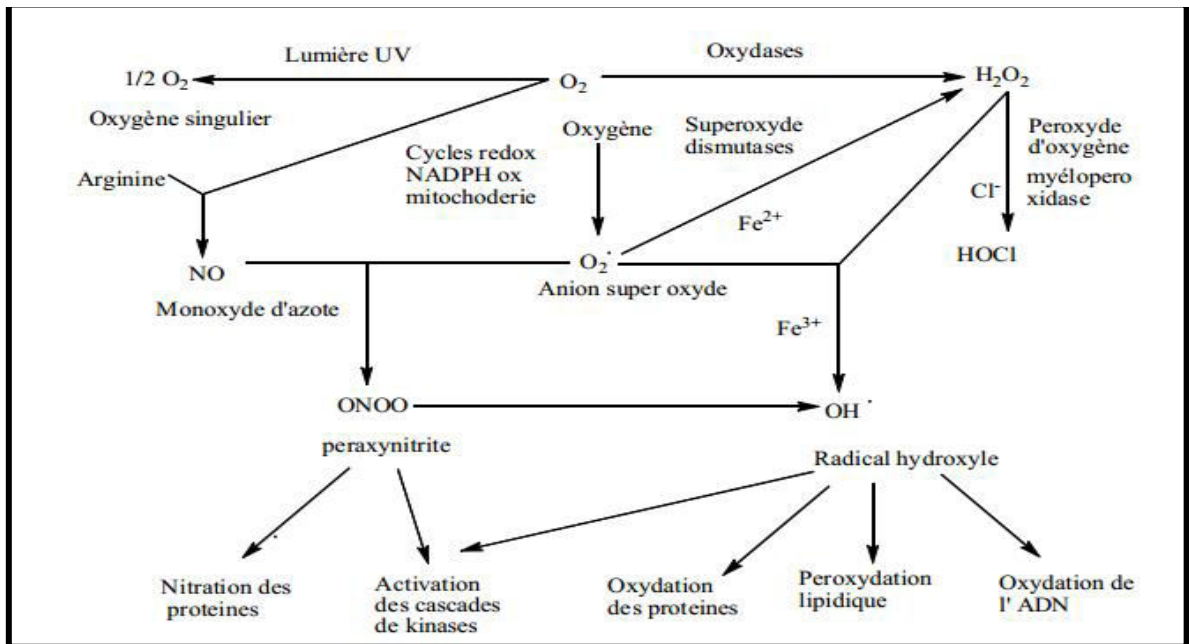 Lumière UV
Oxydases
1/2 O₂
O₂
H₂O₂
Oxygène singulier
Oxygène
Superoxyde
dismutases
Peroxyde
d'oxygène
myélopero
xidase
Cycles redox
NADPH ox
mitochoderie
Arginine
Cl⁻
Fe²⁺
HOCl
NO
O₂˙
Monoxyde d'azote
Anion super oxyde
Fe³⁺
ONOO
OH ˙
peraxynitrite
Radical hydroxyle
Nitration des
proteines
Activation
des cascades
de kinases
Oxydation
des proteines
Peroxydation
lipidique
Oxydation de
l' ADN